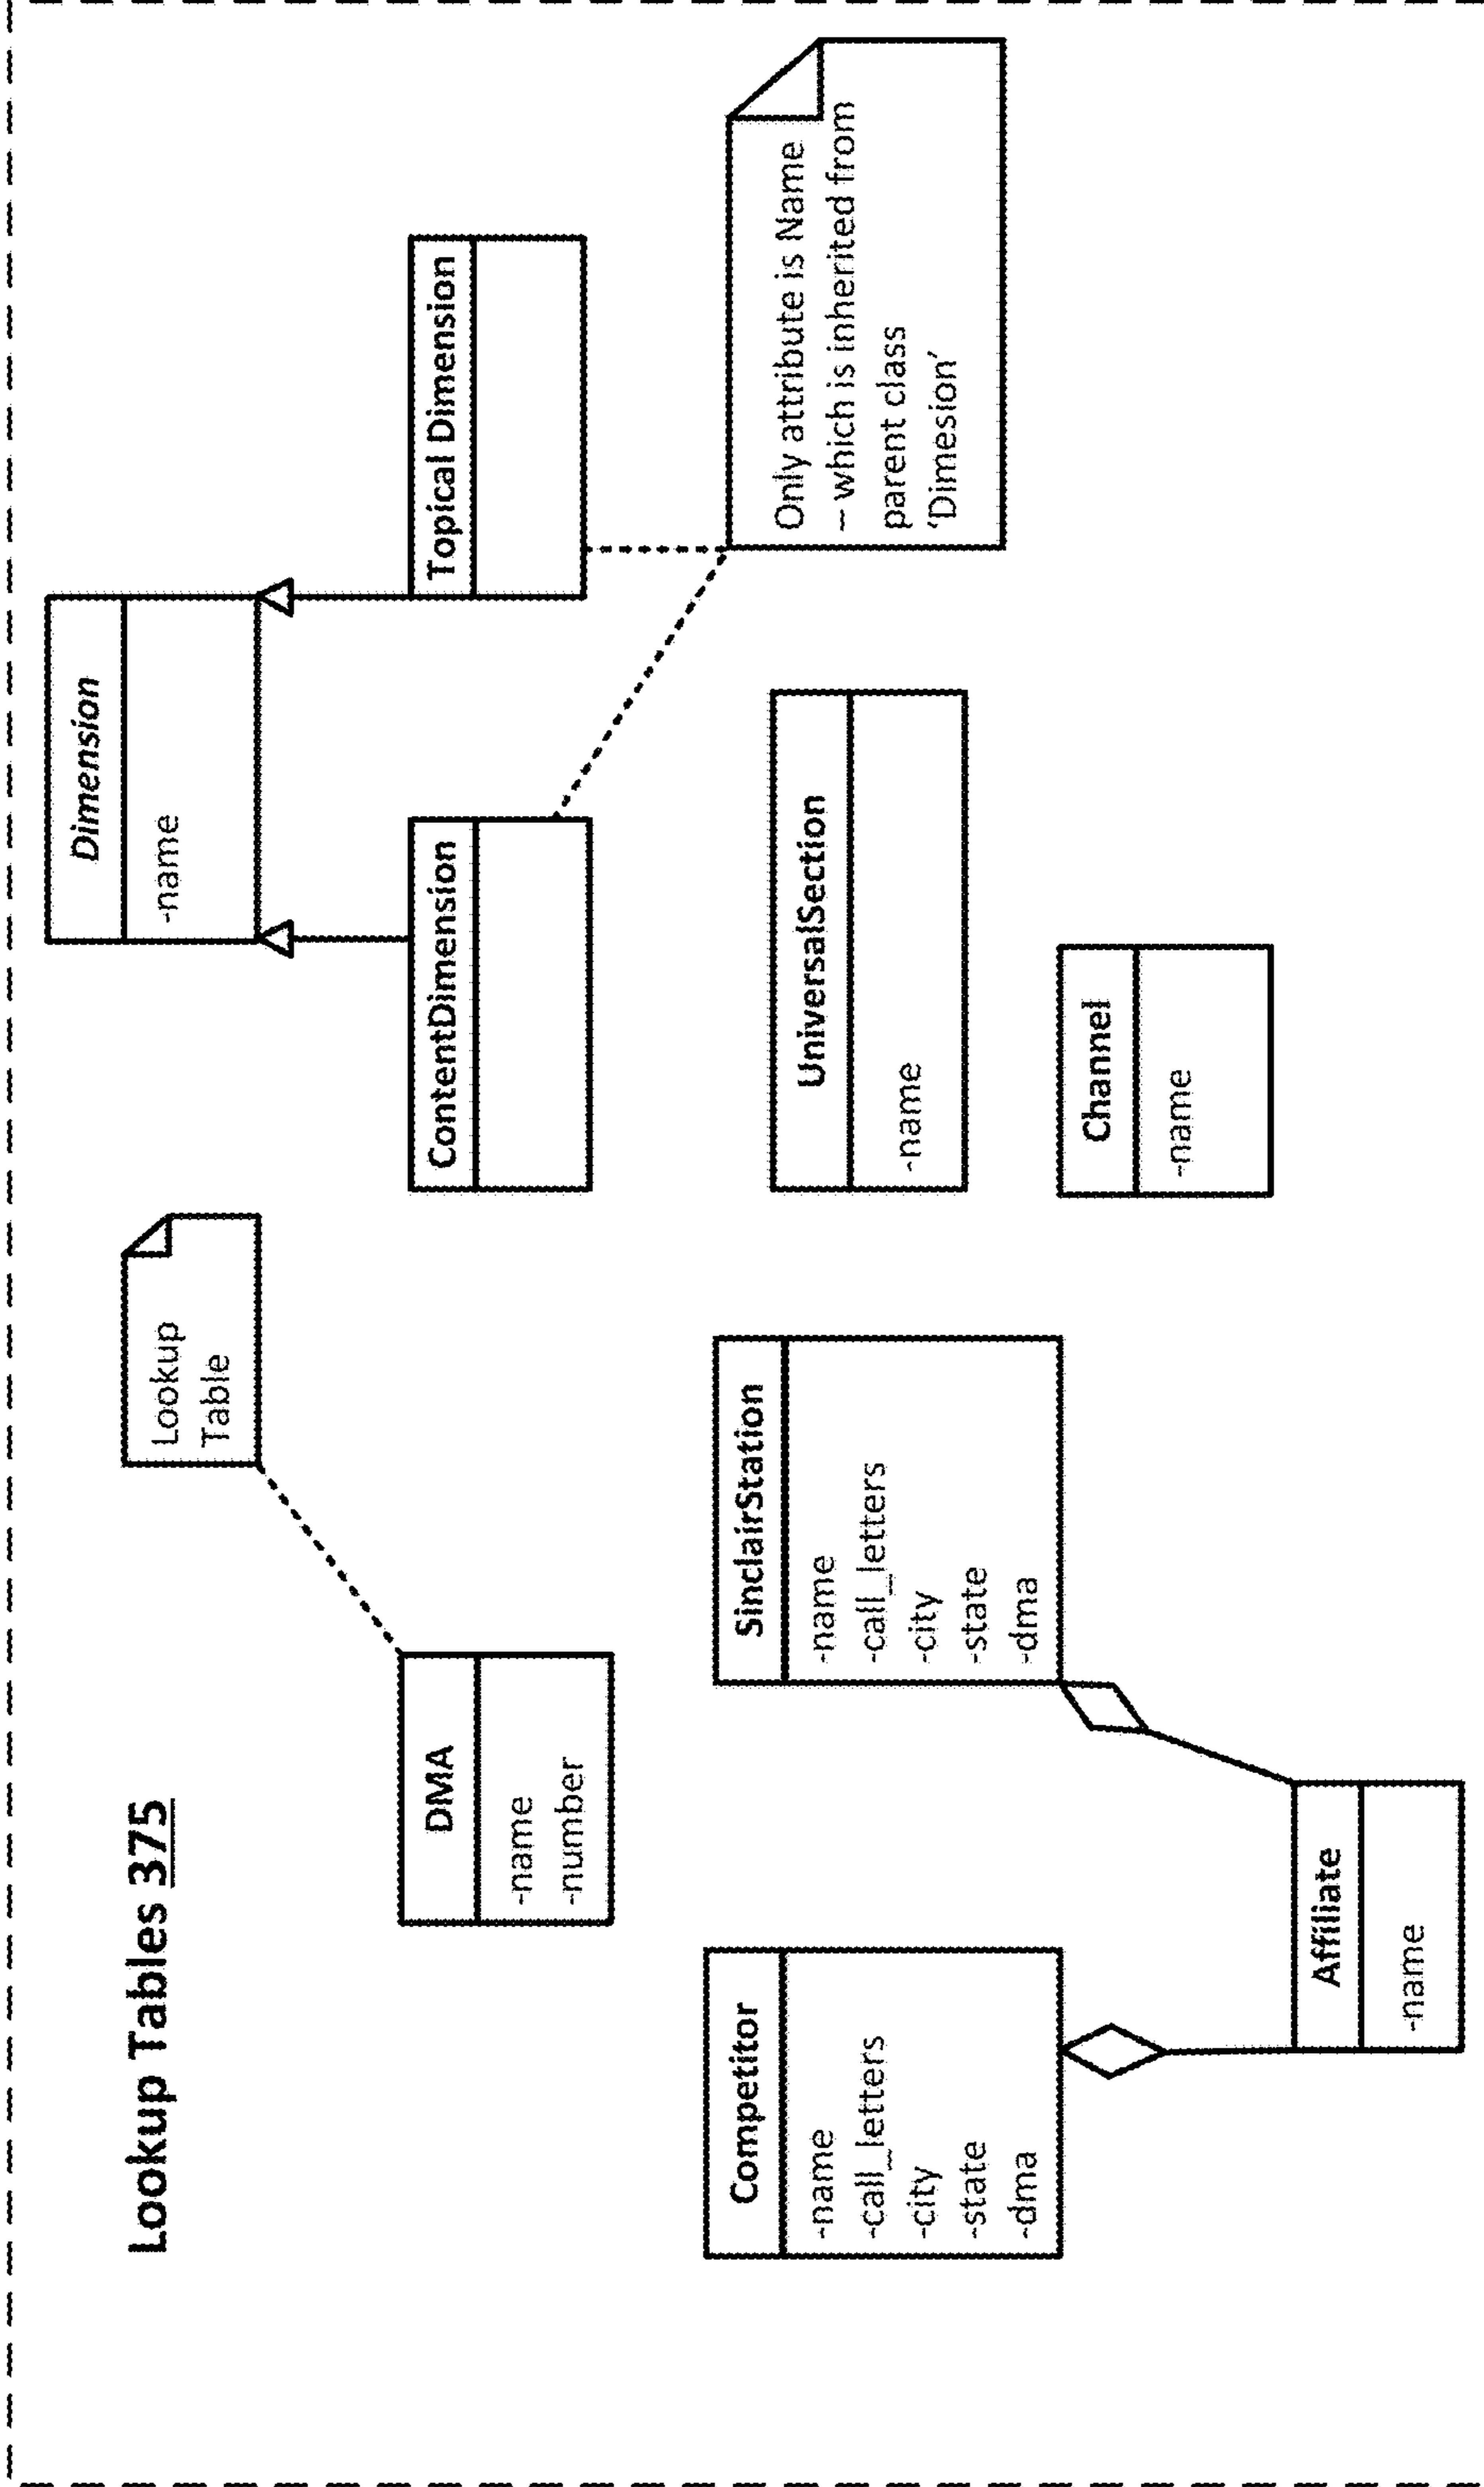 Lookup Tables 375
Lookup
Table
Dimension
-name
DMA
-name
-number
ContentDimension
Topical Dimension
Competitor
-name
-call_letters
-city
-state
-dma
SinclairStation
-name
-call_letters
-city
-state
-dma
UniversalSection
-name
Only attribute is Name
– which is inherited from
parent class
‘Dimesion’
Channel
-name
Affiliate
-name